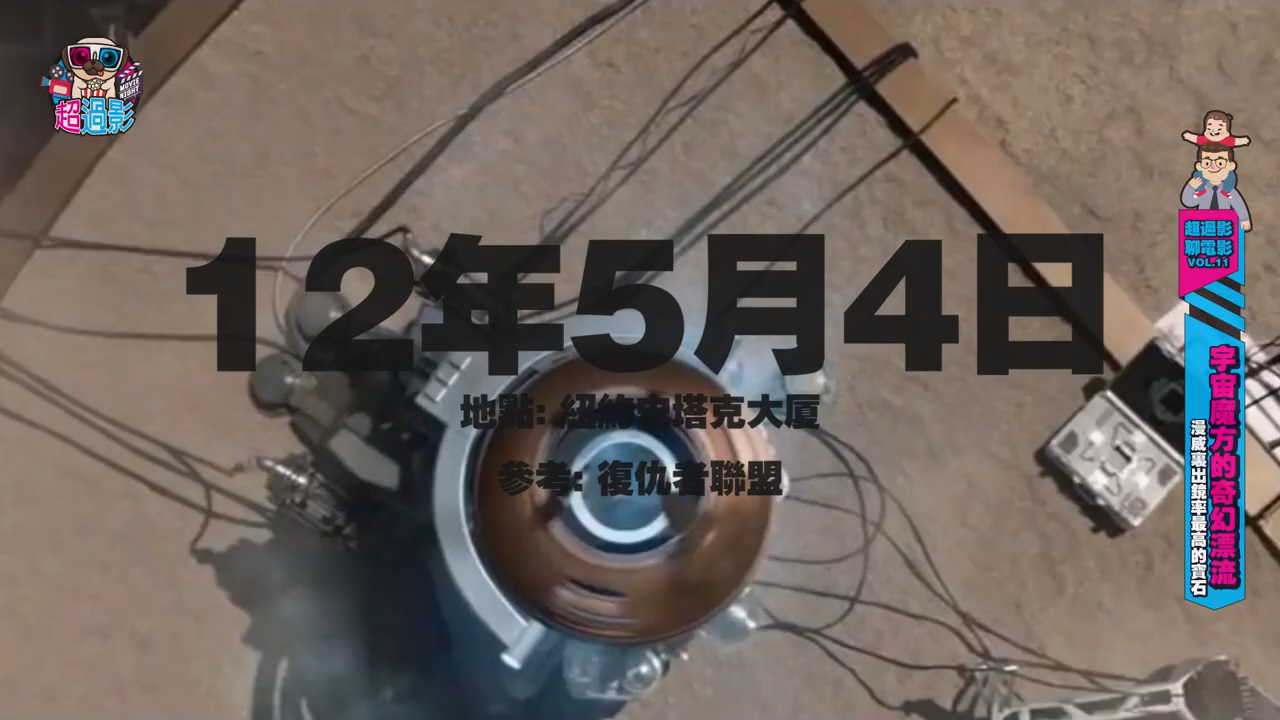 超過影
MOVIE
NIGHT
12年5月4日
地點: 紐約史塔克大厦
參考: 復仇者聯盟
超過影
聊電影
VOL.11
宇宙魔方的奇幻漂流
漫威裏出鏡率最高的寶石